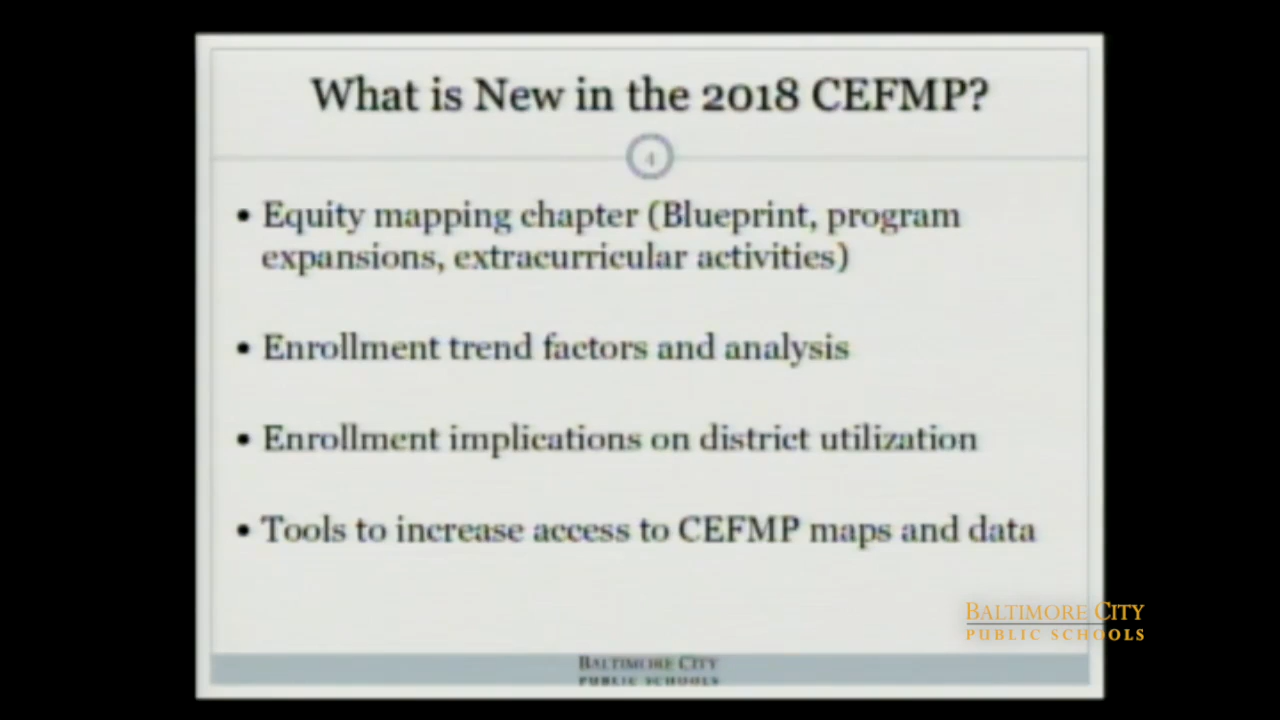 What is New in the 2018 CEFMP?
4
• Equity mapping chapter (Blueprint, program
expansions, extracurricular activities)
• Enrollment trend factors and analysis
• Enrollment implications on district utilization
• Tools to increase access to CEFMP maps and data
BALTIMORE CITY
PUBLIC SCHOOLS
BALTIMORE CITY
PUBLIC SCHOOLS